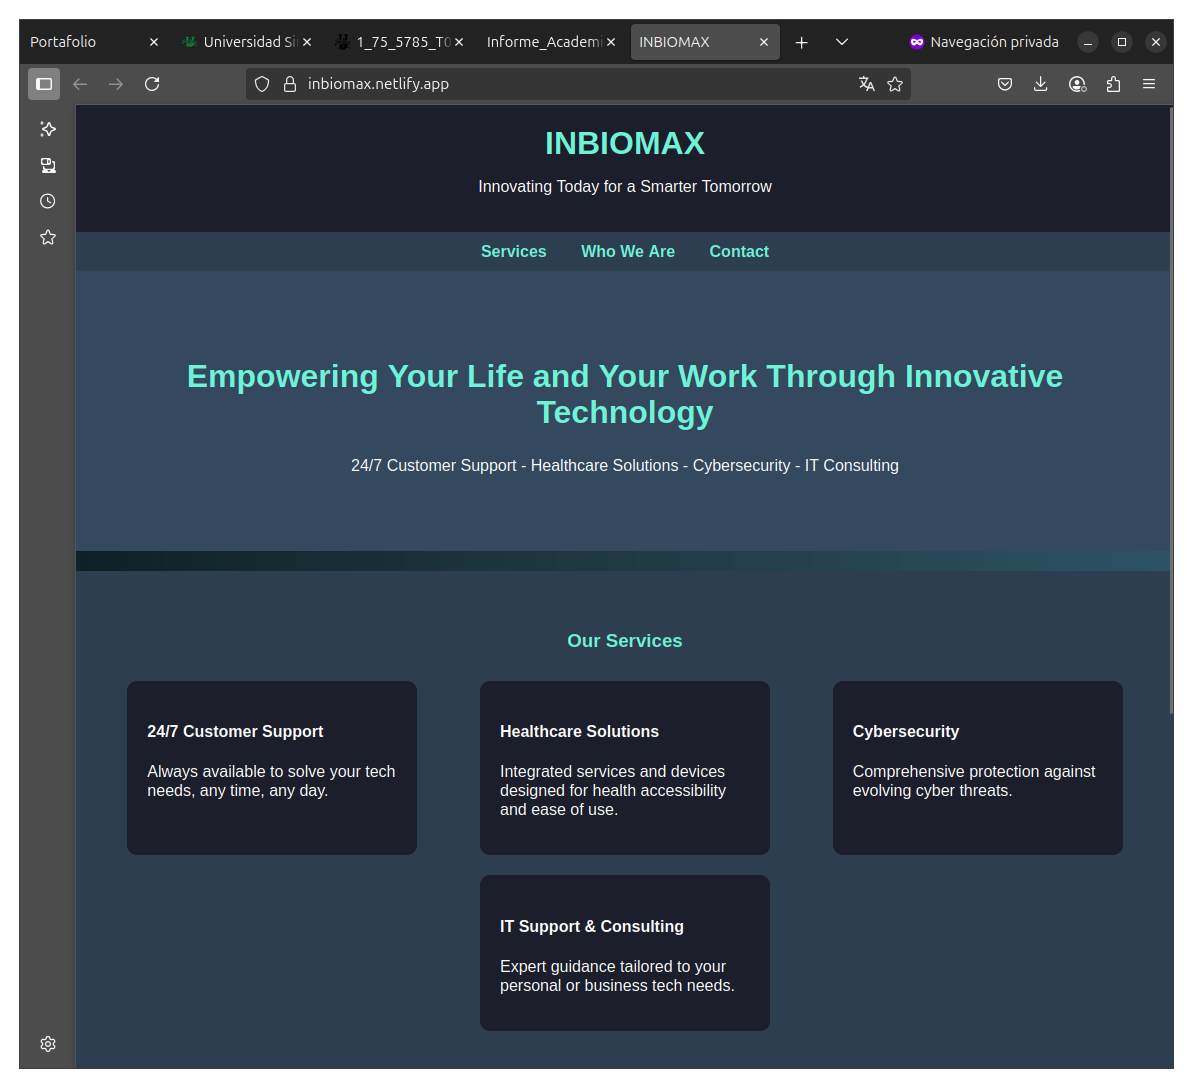 Portafolio
Universidad Si
1_75_5785_T0
Informe_Academi
INBIOMAX
Navegación privada
inbiomax.netlify.app
INBIOMAX
Innovating Today for a Smarter Tomorrow
Services Who We Are Contact
Empowering Your Life and Your Work Through Innovative
Technology
24/7 Customer Support - Healthcare Solutions - Cybersecurity - IT Consulting
Our Services
24/7 Customer Support
Always available to solve your tech
needs, any time, any day.
Healthcare Solutions
Integrated services and devices
designed for health accessibility
and ease of use.
Cybersecurity
Comprehensive protection against
evolving cyber threats.
IT Support & Consulting
Expert guidance tailored to your
personal or business tech needs.